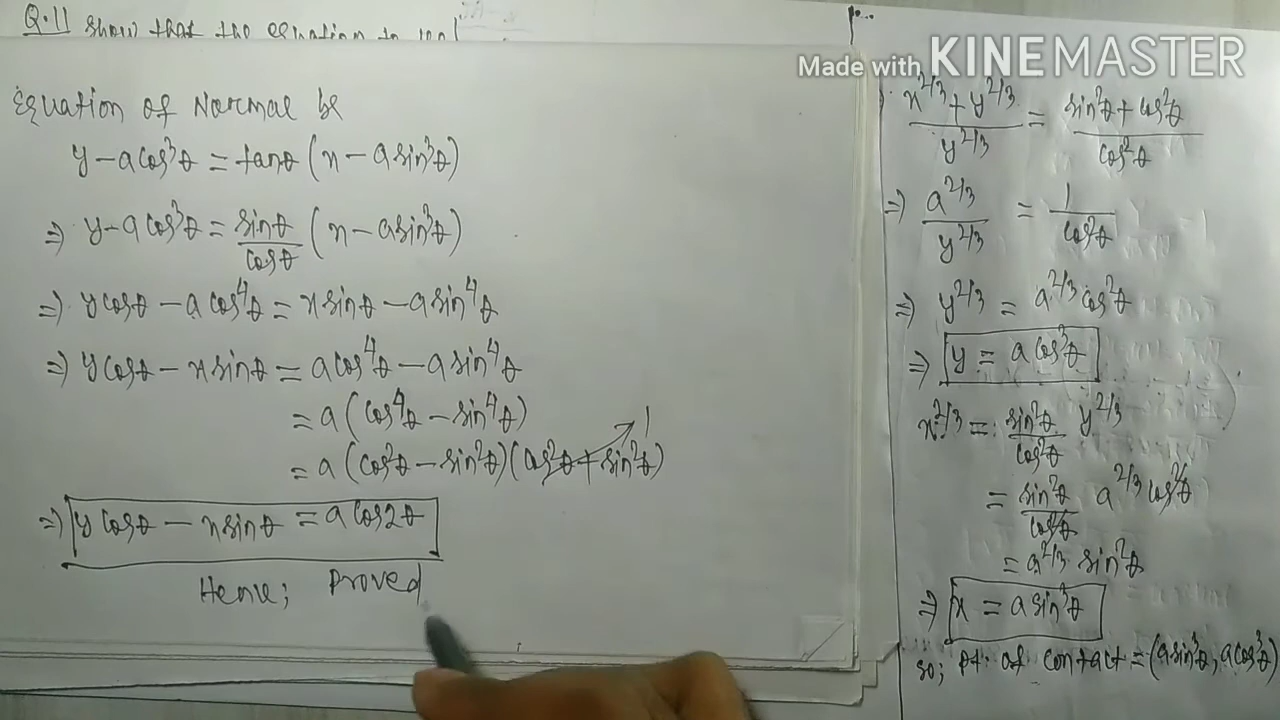 Q.11 Show that the equation to
Made with KINEMASTER
Equation of Normal be
y - a cos³θ = tanθ (x - a sin³θ)
⇒ y - a cos³θ = sinθ/cosθ (x - a sin³θ)
⇒ y cosθ - a cos⁴θ = x sinθ - a sin⁴θ
⇒ y cosθ - x sinθ = a cos⁴θ - a sin⁴θ
= a (cos⁴θ - sin⁴θ)
= a (cos²θ - sin²θ)(cos²θ + sin²θ) → 1
⇒ y cosθ - x sinθ = a cos2θ
Hence; Proved
x^2/3 + y^2/3 / y^2/3 = sin²θ + cos²θ / cos²θ
⇒ a^2/3 / y^2/3 = 1 / cos²θ
⇒ y^2/3 = a^2/3 cos²θ
⇒ y = a cos³θ
x^2/3 = sin²θ/cos²θ y^2/3
= sin²θ/cos²θ a^2/3 cos²θ
= a^2/3 sin²θ
⇒ x = a sin³θ
so; pt. of contact = (a sin³θ, a cos³θ)